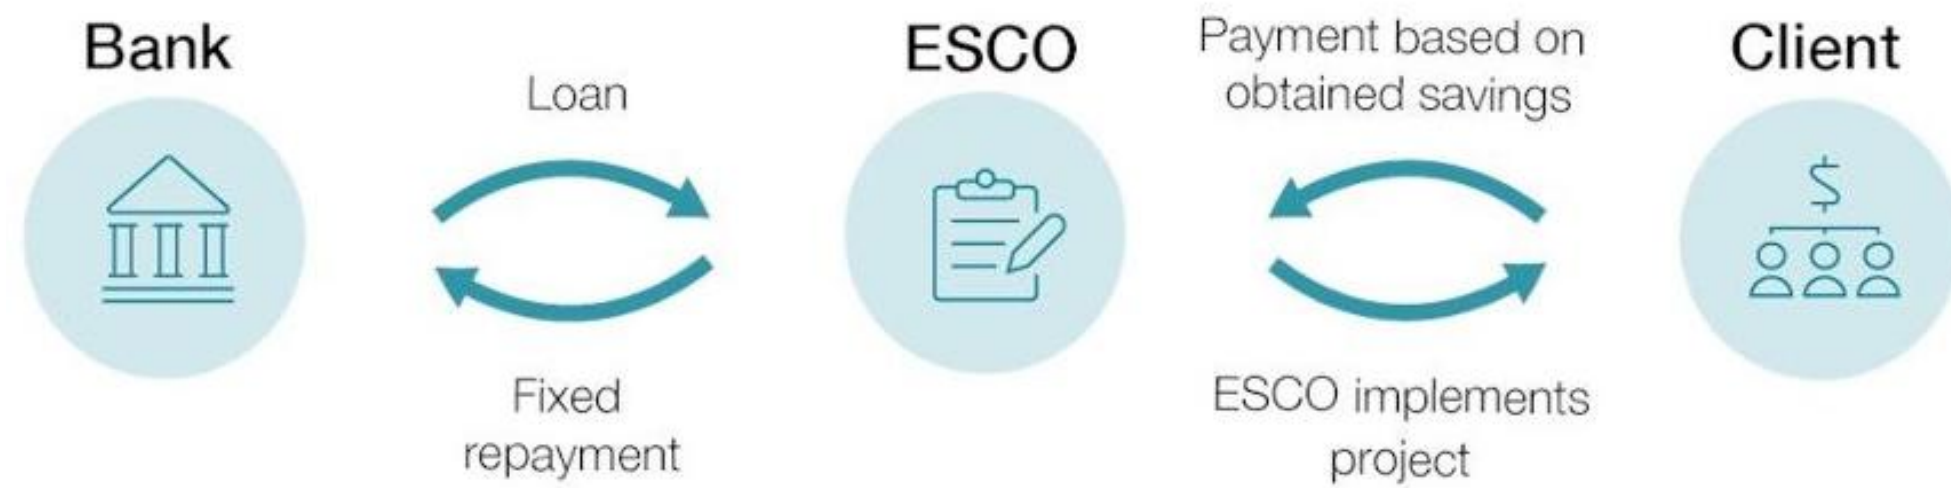 Bank
Loan
Fixed
repayment
ESCO
Payment based on
obtained savings
ESCO implements
project
Client
$